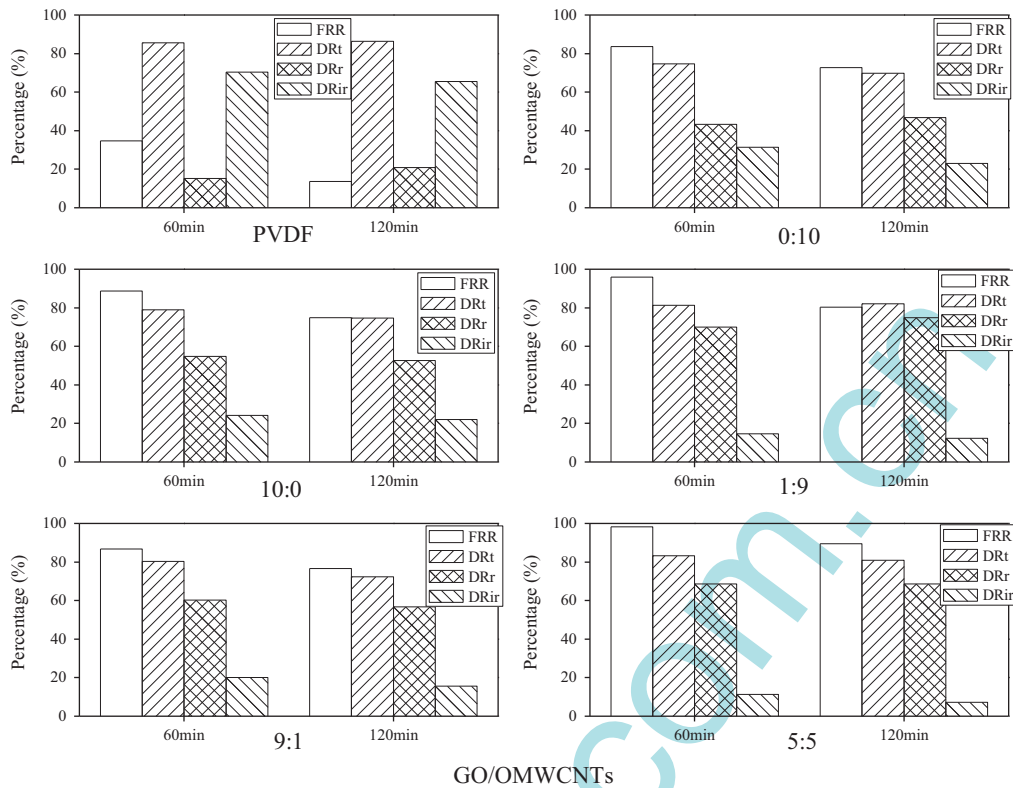 Percentage (%)
100
80
60
40
20
0
FRR
DRt
DRr
DRir
60min
120min
PVDF
Percentage (%)
100
80
60
40
20
0
FRR
DRt
DRr
DRir
60min
120min
0:10
Percentage (%)
100
80
60
40
20
0
FRR
DRt
DRr
DRir
60min
120min
10:0
Percentage (%)
100
80
60
40
20
0
FRR
DRt
DRr
DRir
60min
120min
1:9
Percentage (%)
100
80
60
40
20
0
FRR
DRt
DRr
DRir
60min
120min
9:1
Percentage (%)
100
80
60
40
20
0
FRR
DRt
DRr
DRir
60min
120min
5:5
GO/OMWCNTs
com.cn